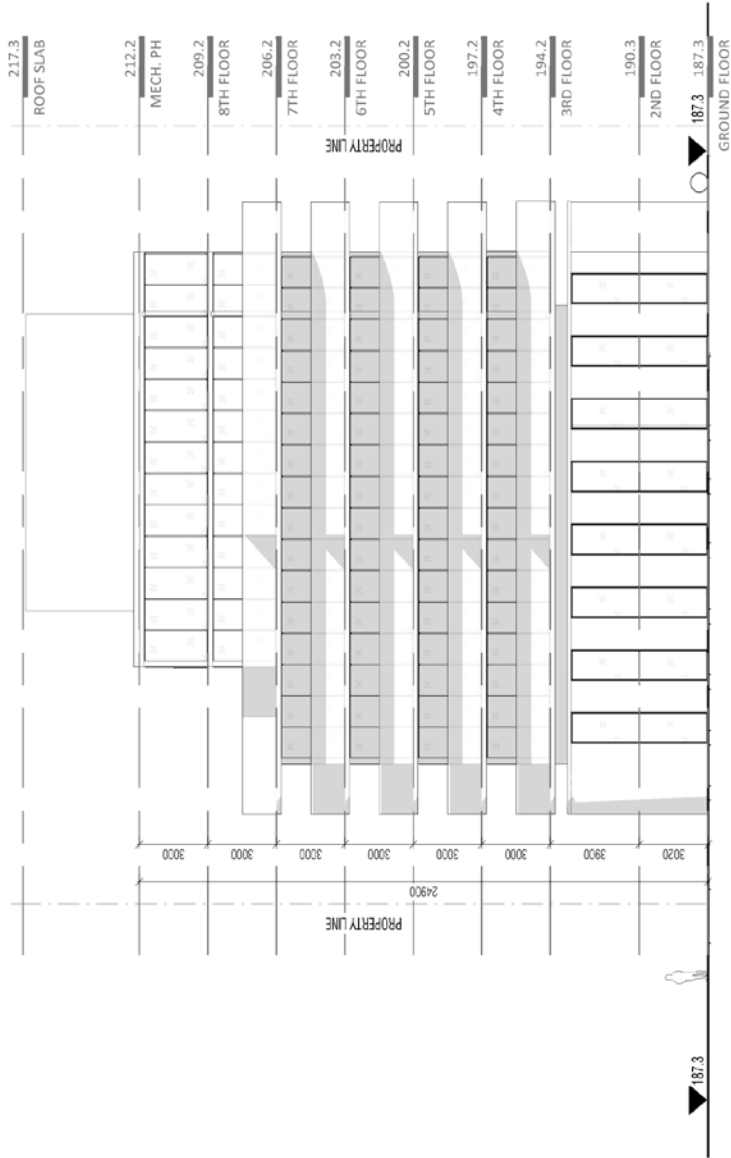 217.3
ROOF SLAB
212.2
MECH. PH
209.2
8TH FLOOR
206.2
7TH FLOOR
203.2
6TH FLOOR
200.2
5TH FLOOR
197.2
4TH FLOOR
194.2
3RD FLOOR
190.3
2ND FLOOR
187.3
GROUND FLOOR
187.3
PROPERTY LINE
3000
3000
3000
3000
3000
3000
3900
3020
24900
PROPERTY LINE
187.3